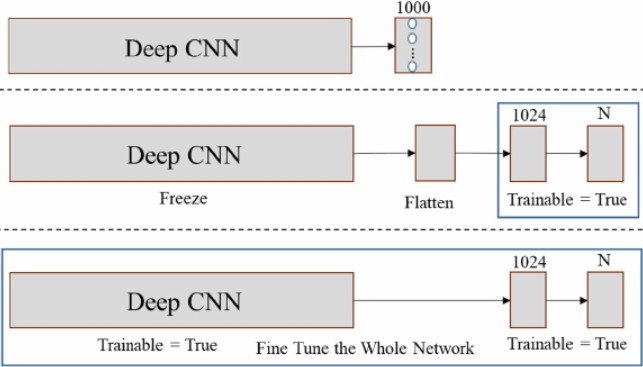 1000
Deep CNN
1024 N
Deep CNN
Freeze Flatten Trainable = True
1024 N
Deep CNN
Trainable = True Fine Tune the Whole Network Trainable = True